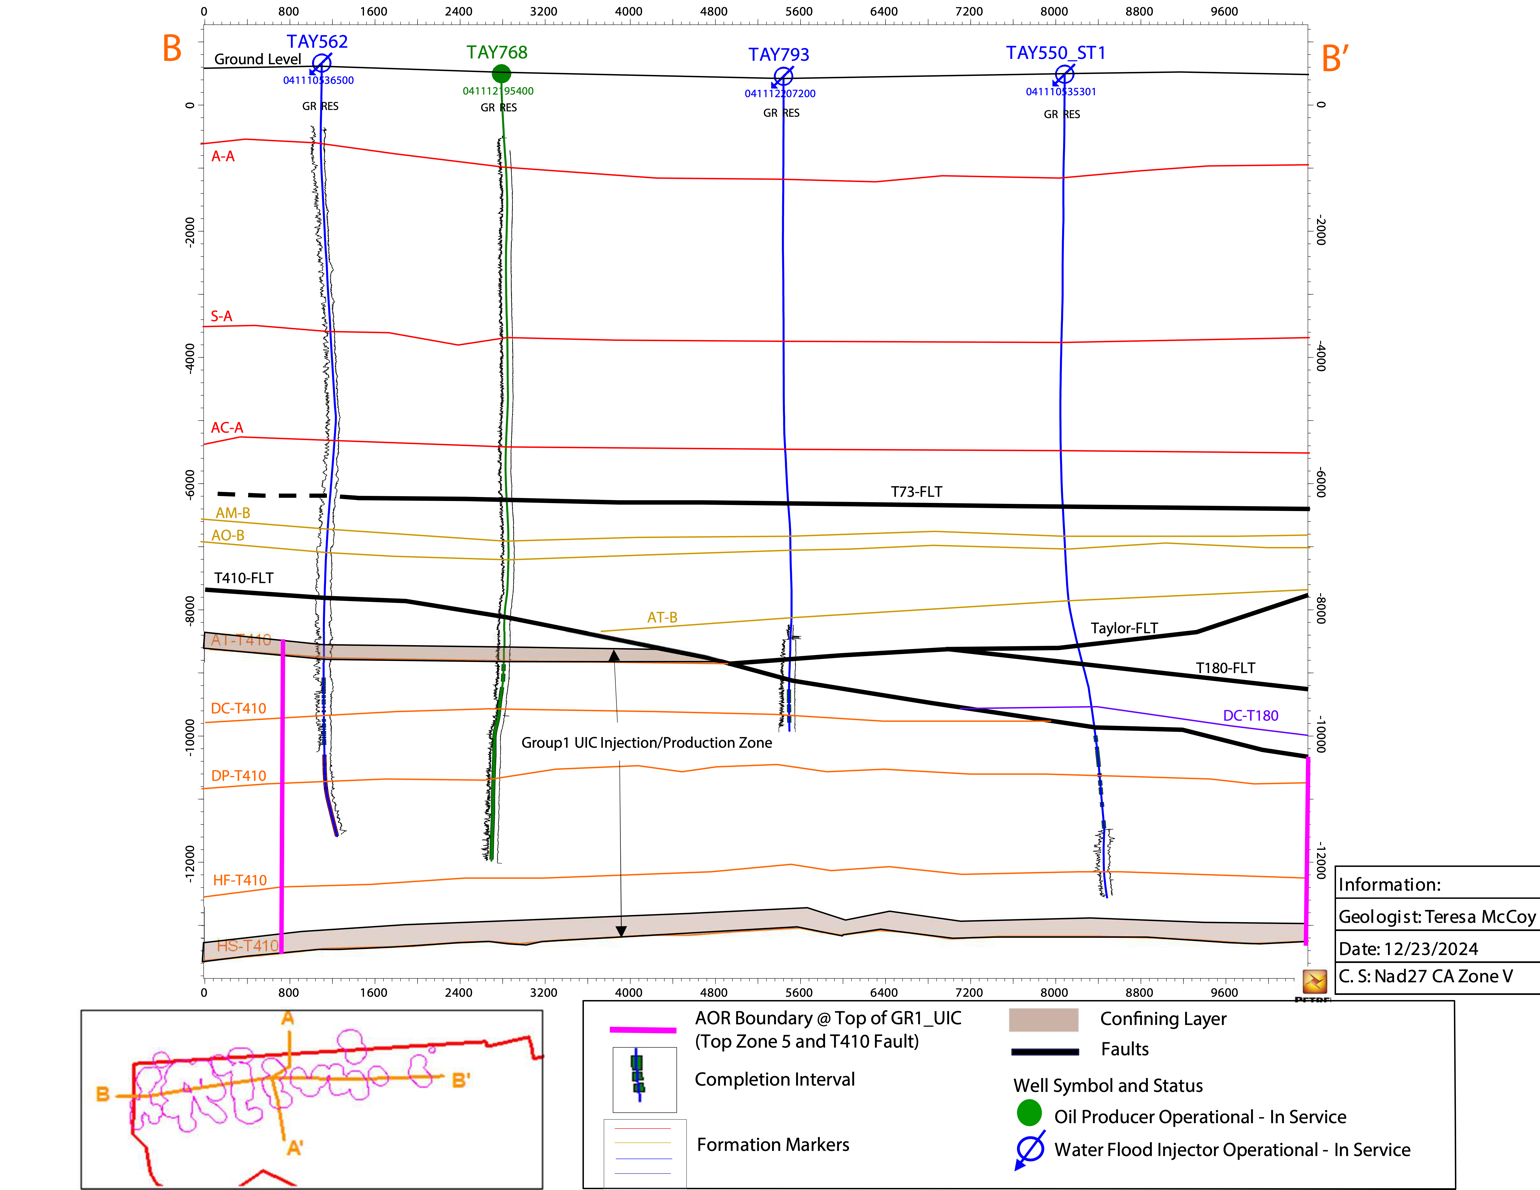 0 800 1600 2400 3200 4000 4800 5600 6400 7200 8000 8800 9600
B
TAY562
TAY768
TAY793
TAY550_ST1
B’
Ground Level
041110536500
041112195400
041112207200
041110535301
GR RES
GR RES
GR RES
GR RES
0
0
A-A
-2000
-2000
S-A
-4000
-4000
AC-A
-6000
-6000
T73-FLT
AM-B
AO-B
T410-FLT
-8000
-8000
AT-B
Taylor-FLT
AT-T410
T180-FLT
DC-T410
DC-T180
-10000
-10000
Group1 UIC Injection/Production Zone
DP-T410
-12000
-12000
HF-T410
HS-T410
Information:
Geologist: Teresa McCoy
Date: 12/23/2024
C. S: Nad27 CA Zone V
0 800 1600 2400 3200 4000 4800 5600 6400 7200 8000 8800 9600
A
B
B'
A'
AOR Boundary @ Top of GR1_UIC
(Top Zone 5 and T410 Fault)
Completion Interval
Formation Markers
Confining Layer
Faults
Well Symbol and Status
Oil Producer Operational - In Service
Water Flood Injector Operational - In Service